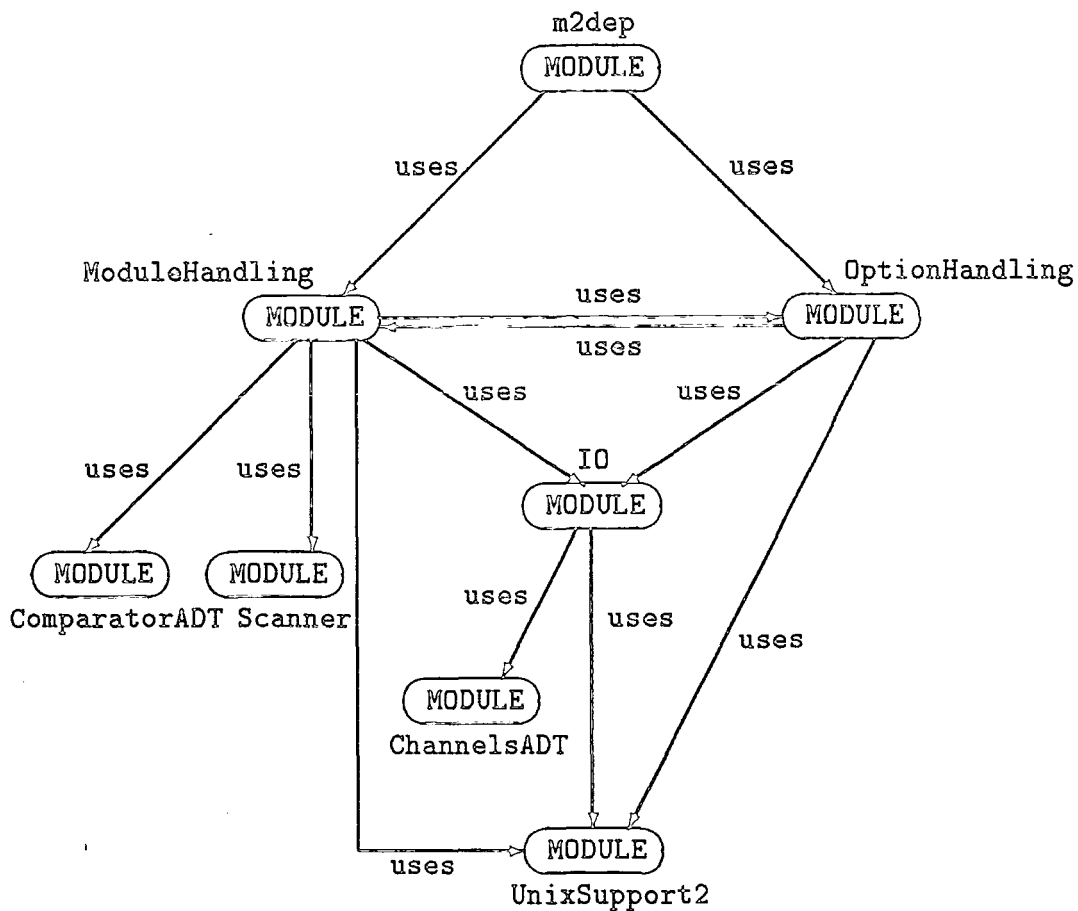 m2dep
MODULE
uses
uses
ModuleHandling
OptionHandling
MODULE
uses
MODULE
uses
uses
uses
uses
uses
IO
MODULE
MODULE
MODULE
ComparatorADT
Scanner
uses
uses
uses
MODULE
ChannelsADT
MODULE
uses
UnixSupport2